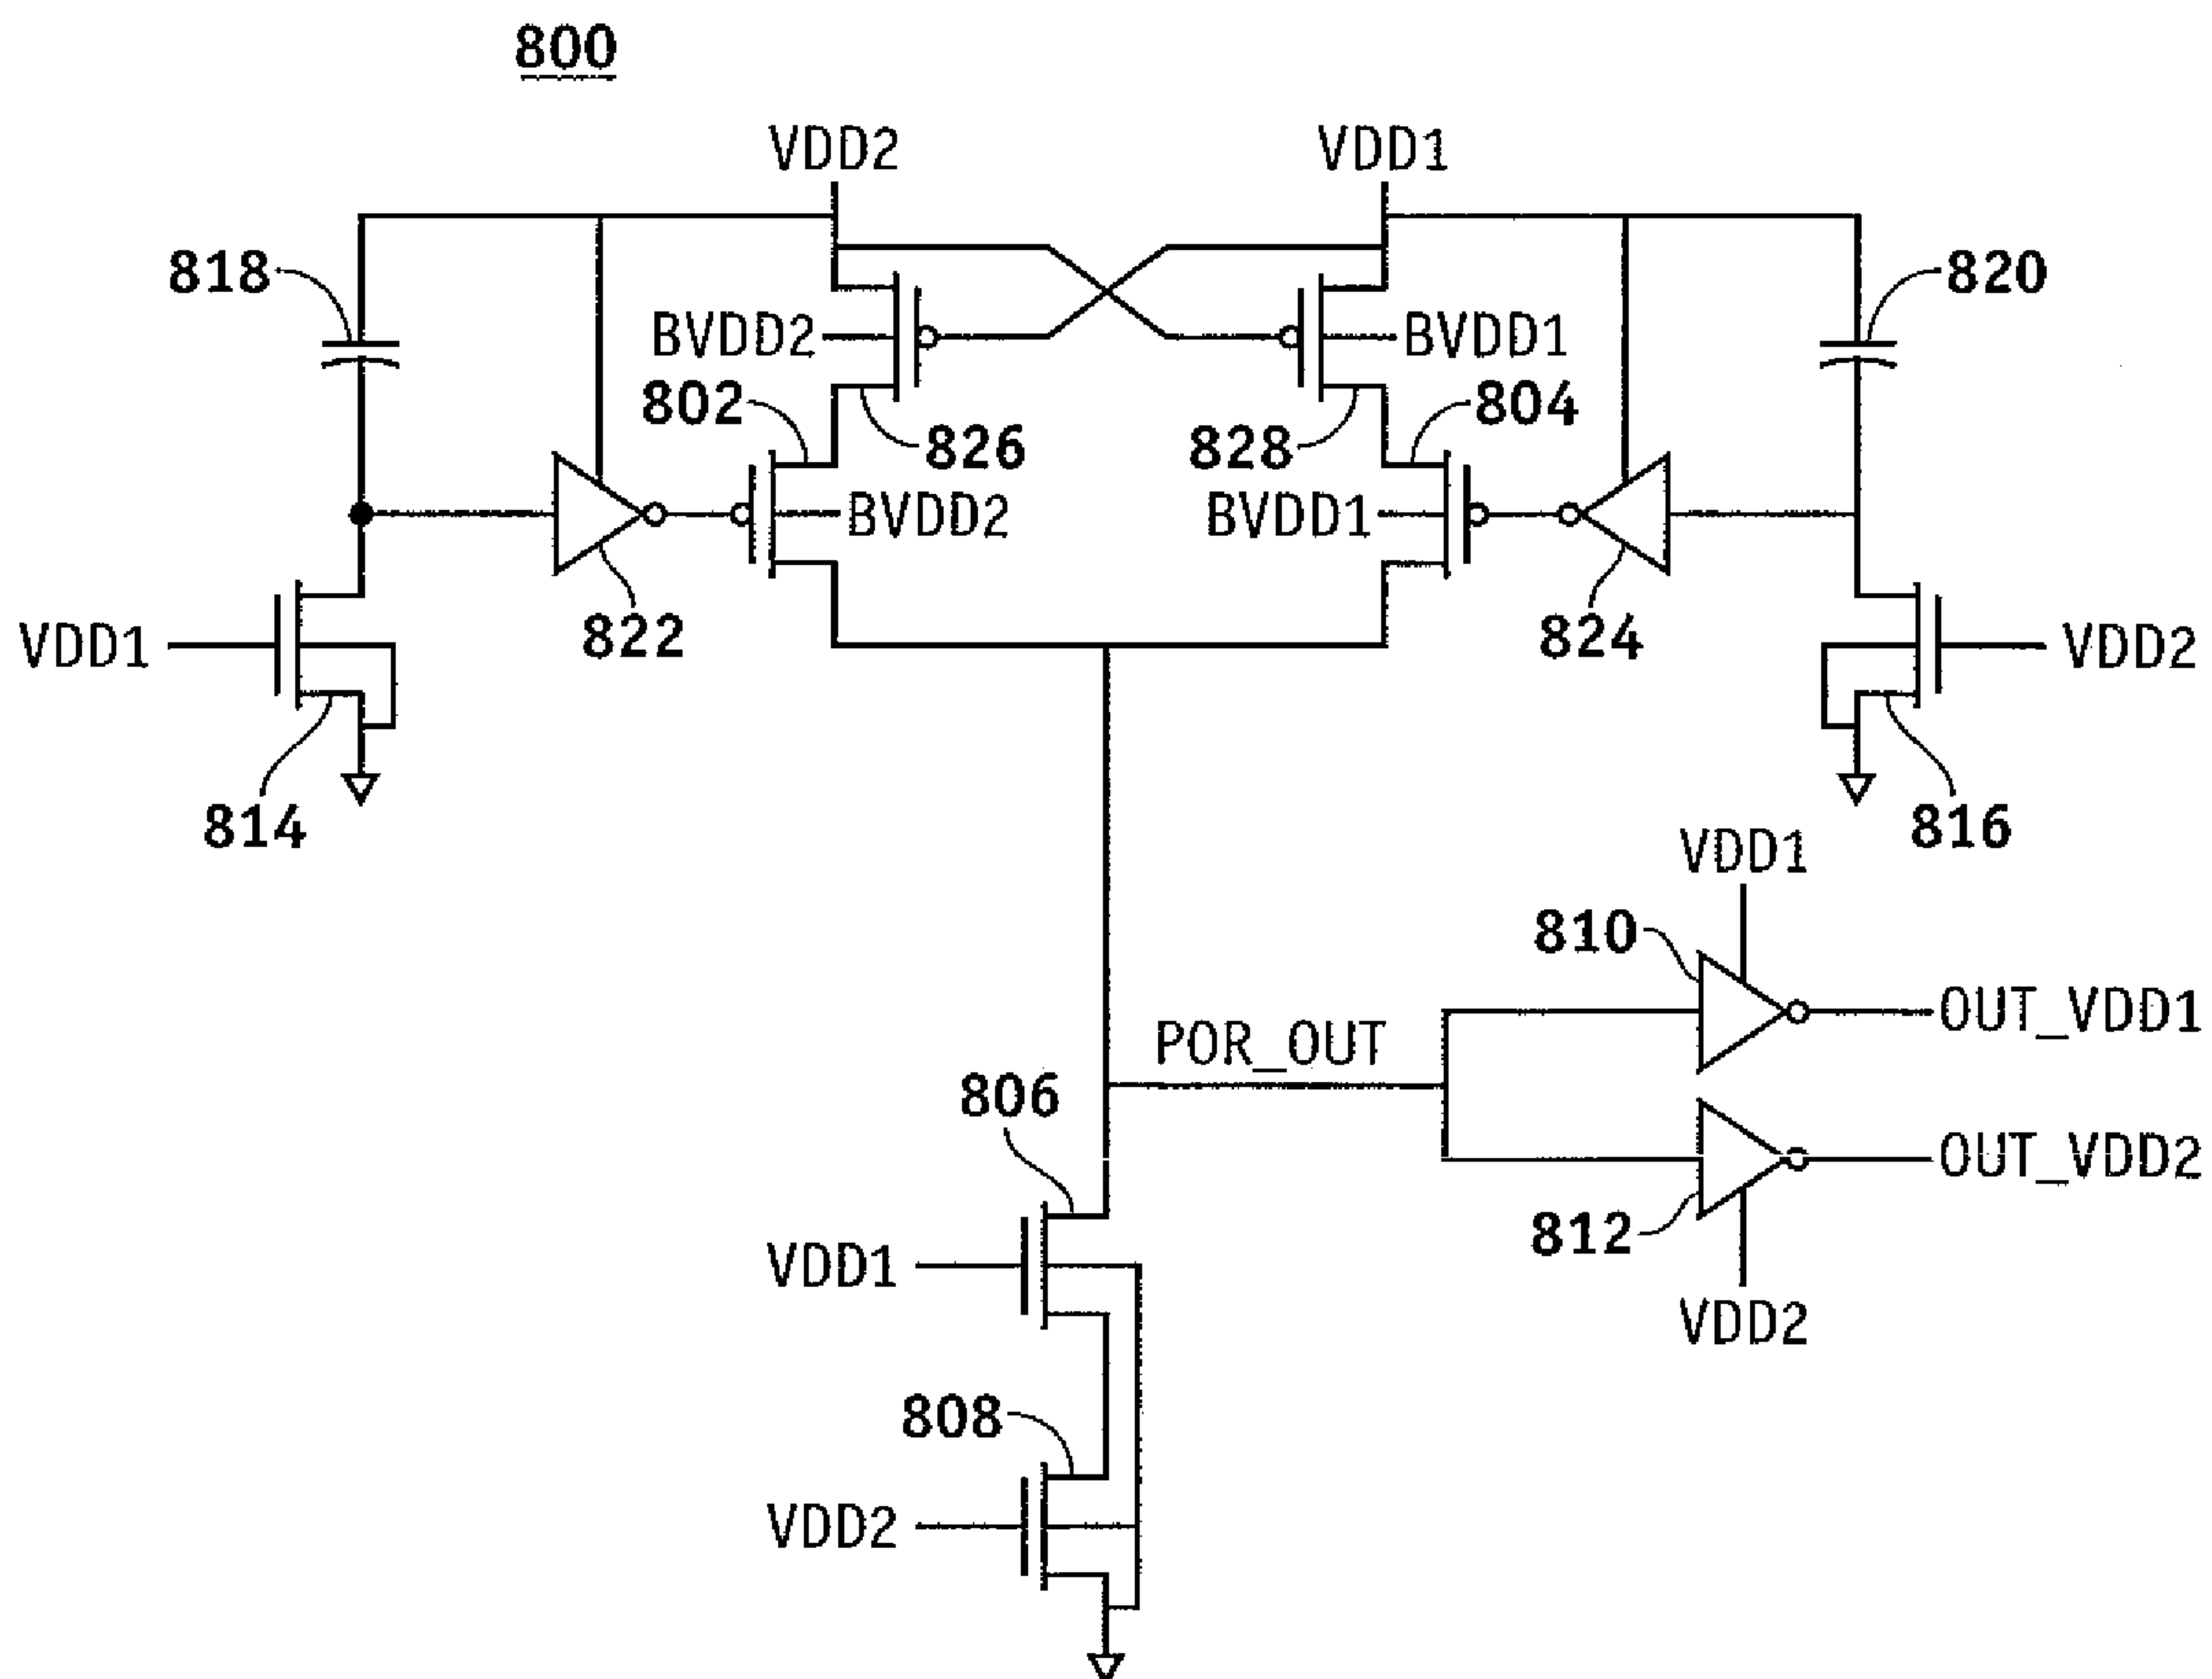 800
VDD2
VDD1
818
820
BVDD2
BVDD1
802
804
826
828
BVDD2
BVDD1
822
824
VDD1
VDD2
814
816
VDD1
810
OUT_VDD1
POR_OUT
806
OUT_VDD2
812
VDD1
VDD2
808
VDD2